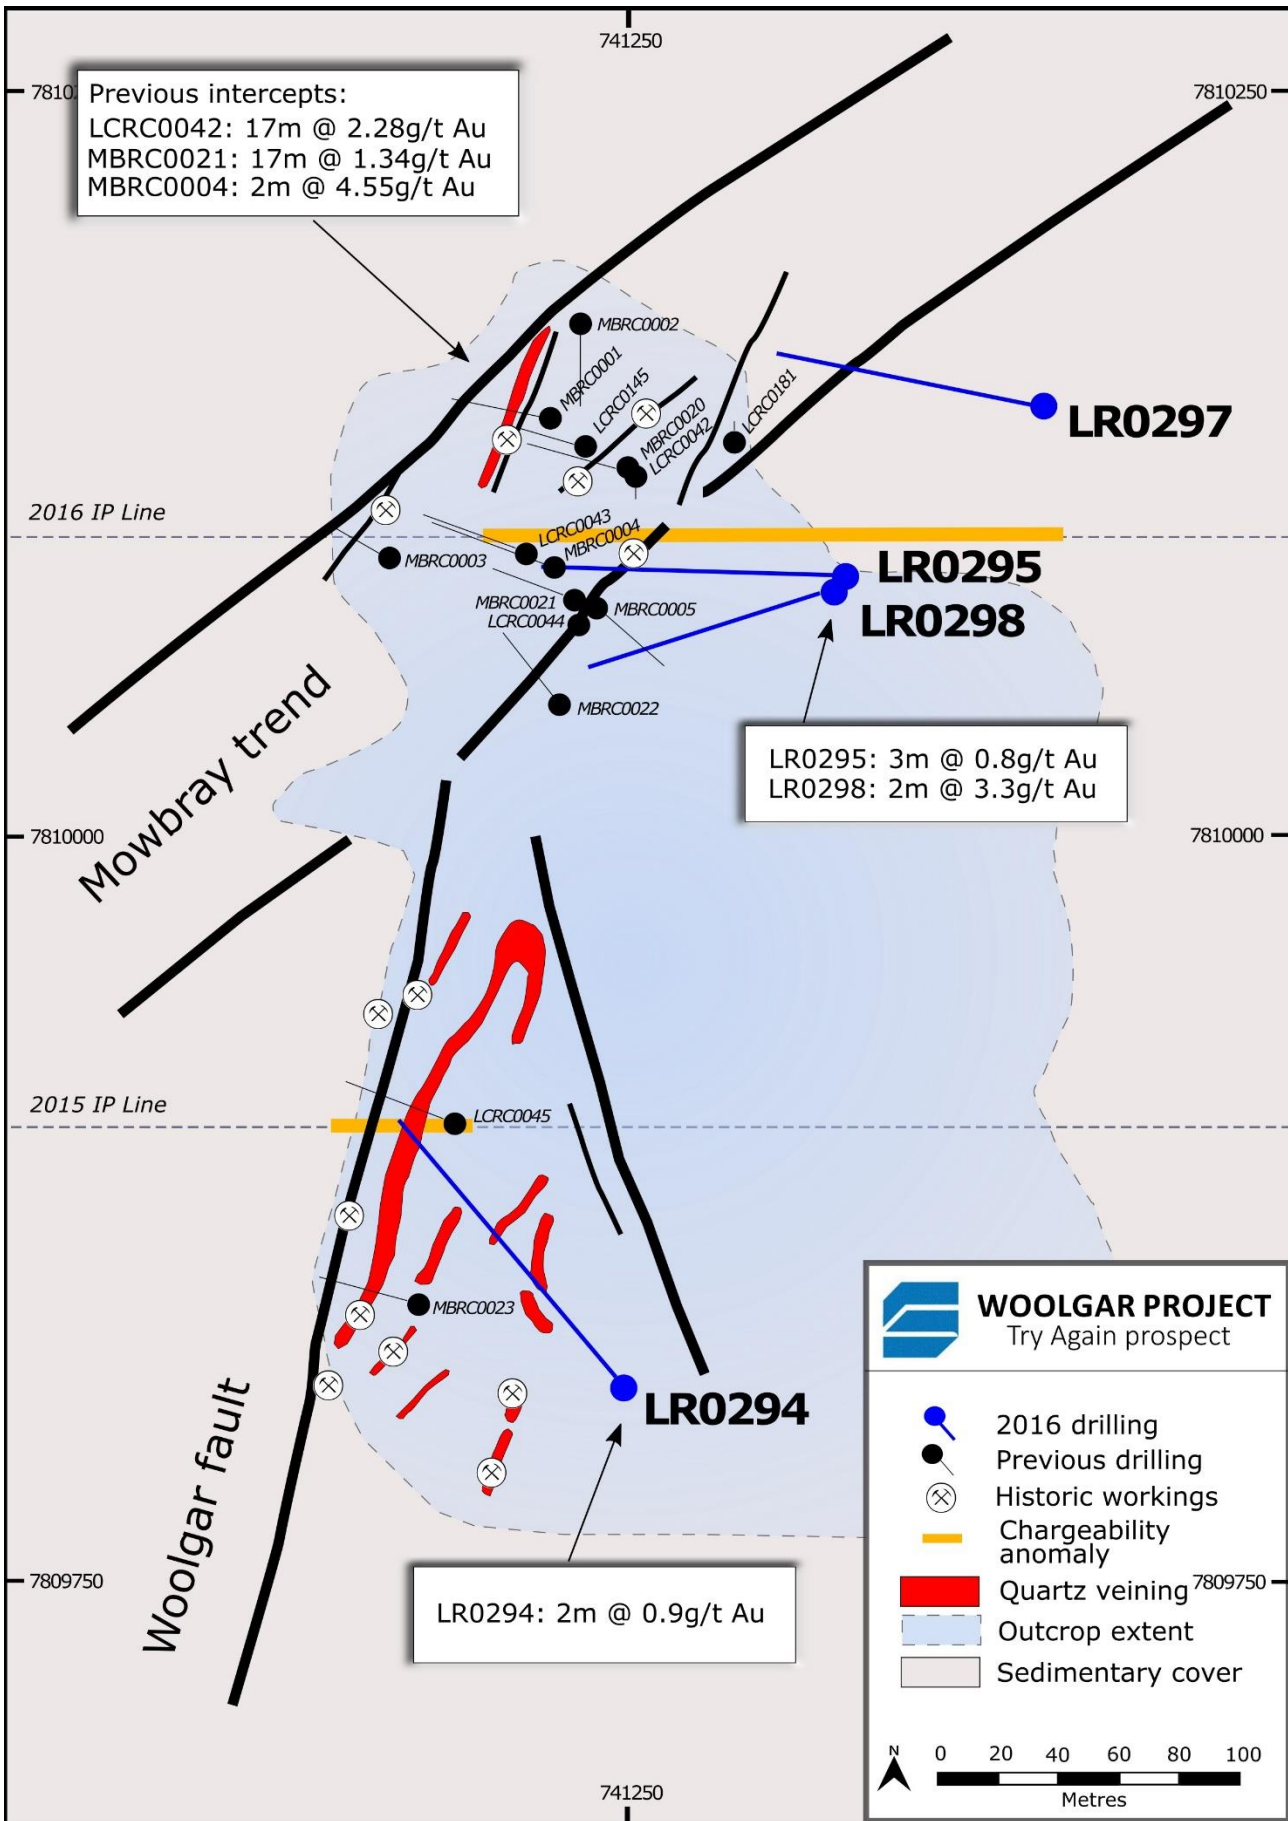 741250
7810250
Previous intercepts:
LCRC0042: 17m @ 2.28g/t Au
MBRC0021: 17m @ 1.34g/t Au
MBRC0004: 2m @ 4.55g/t Au
MBRC0002
MBRC0001
LCRC0145
MBRC0020
LCRC0042
LCRC0181
LR0297
2016 IP Line
LCRC0043
MBRC0004
MBRC0003
LR0295
MBRC0021
MBRC0005
LCRC0044
LR0298
MBRC0022
Mowbray trend
LR0295: 3m @ 0.8g/t Au
LR0298: 2m @ 3.3g/t Au
7810000
7810000
2015 IP Line
LCRC0045
MBRC0023
LR0294
Woolgar fault
LR0294: 2m @ 0.9g/t Au
7809750
7809750
WOOLGAR PROJECT
Try Again prospect
2016 drilling
Previous drilling
Historic workings
Chargeability
anomaly
Quartz veining
Outcrop extent
Sedimentary cover
N
0 20 40 60 80 100
Metres
741250